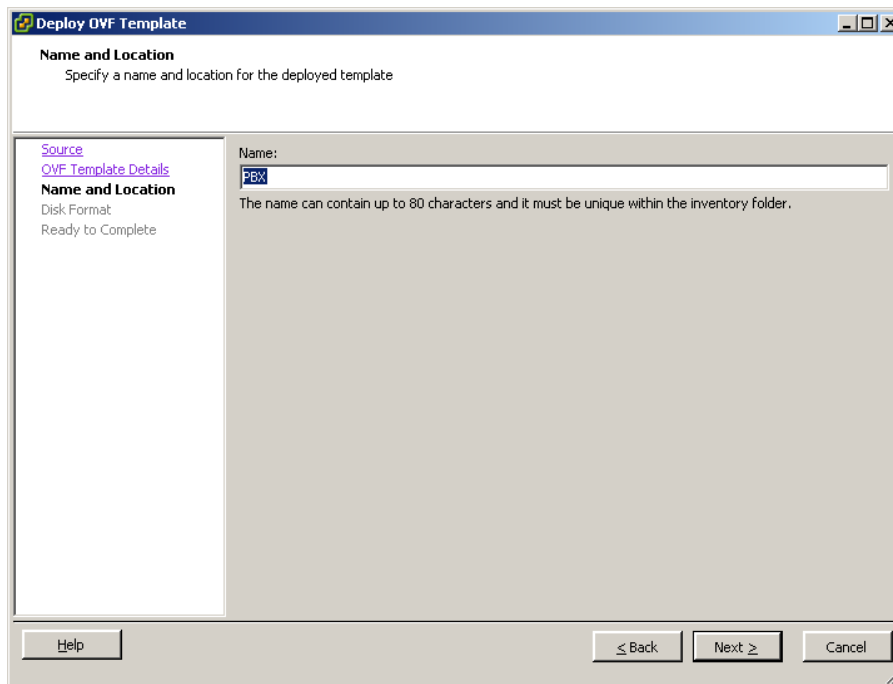 Deploy OVF Template
Name and Location
Specify a name and location for the deployed template
Source
OVF Template Details
Name and Location
Disk Format
Ready to Complete
Name:
PBX
The name can contain up to 80 characters and it must be unique within the inventory folder.
Help
< Back
Next >
Cancel